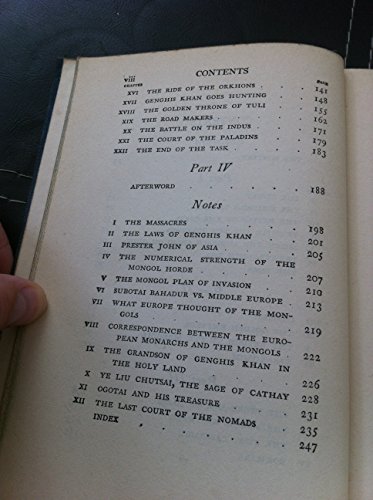 viii CONTENTS
CHAPTER PAGE
XVI THE RIDE OF THE ORKHONS . . . 141
XVII GENGHIS KHAN GOES HUNTING . . 148
XVIII THE GOLDEN THRONE OF TULI . . . 155
XIX THE ROAD MAKERS . . . . 162
XX THE BATTLE ON THE INDUS . . . 171
XXI THE COURT OF THE PALADINS . . . 179
XXII THE END OF THE TASK . . . . 183
Part IV
AFTERWORD . . . . . . 188
Notes
I THE MASSACRES . . . . . 198
II THE LAWS OF GENGHIS KHAN . . . 201
III PRESTER JOHN OF ASIA . . . . 205
IV THE NUMERICAL STRENGTH OF THE
MONGOL HORDE . . . . 207
V THE MONGOL PLAN OF INVASION . . 210
VI SUBOTAI BAHADUR VS. MIDDLE EUROPE . 213
VII WHAT EUROPE THOUGHT OF THE MON-
GOLS . . . . . . 219
VIII CORRESPONDENCE BETWEEN THE EURO-
PEAN MONARCHS AND THE MONGOLS . 222
IX THE GRANDSON OF GENGHIS KHAN IN
THE HOLY LAND . . . . 226
X YE LIU CHUTSAI, THE SAGE OF CATHAY 228
XI OGOTAI AND HIS TREASURE . . . 231
XII THE LAST COURT OF THE NOMADS . . 235
INDEX . . . . . . 247